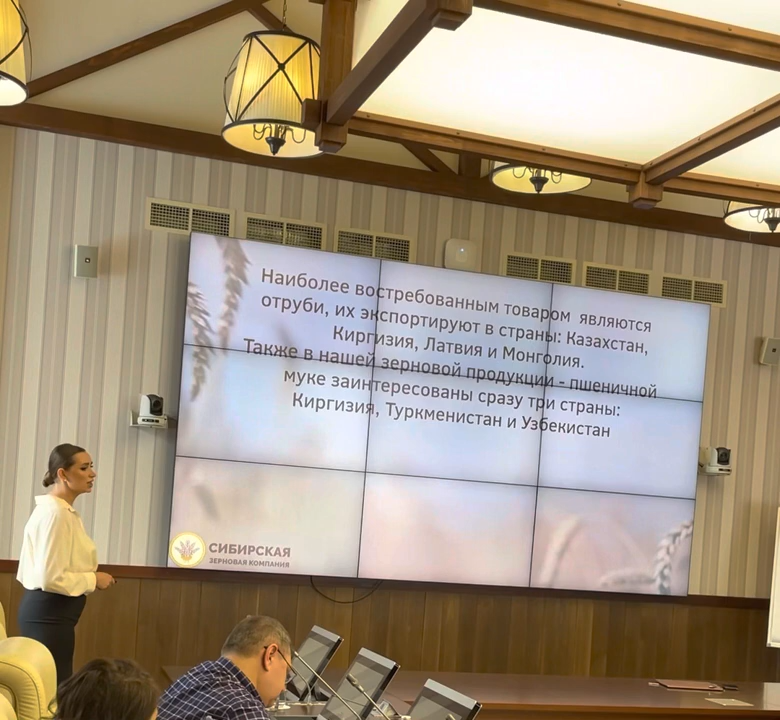 Наиболее востребованным товаром являются
отруби, их экспортируют в страны: Казахстан,
Киргизия, Латвия и Монголия.
Также в нашей зерновой продукции - пшеничной
муке заинтересованы сразу три страны:
Киргизия, Туркменистан и Узбекистан
СИБИРСКАЯ
ЗЕРНОВАЯ КОМПАНИЯ